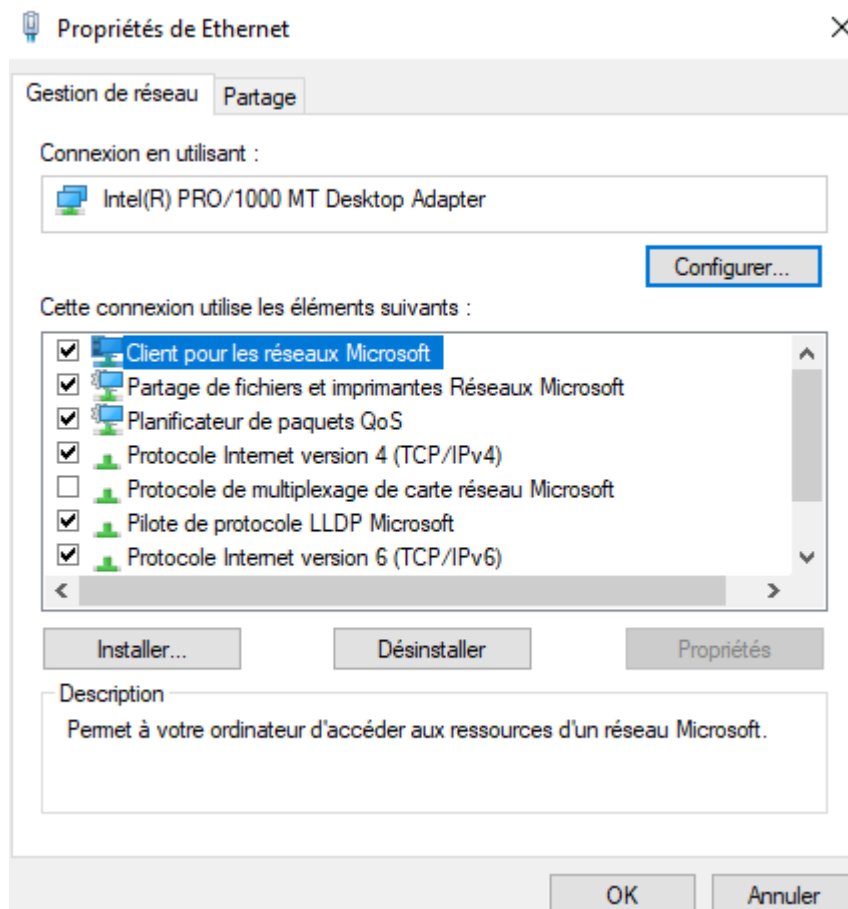 Propriétés de Ethernet
Gestion de réseau
Partage
Connexion en utilisant :
Intel(R) PRO/1000 MT Desktop Adapter
Configurer...
Cette connexion utilise les éléments suivants :
Client pour les réseaux Microsoft
Partage de fichiers et imprimantes Réseaux Microsoft
Planificateur de paquets QoS
Protocole Internet version 4 (TCP/IPv4)
Protocole de multiplexage de carte réseau Microsoft
Pilote de protocole LLDP Microsoft
Protocole Internet version 6 (TCP/IPv6)
Installer...
Désinstaller
Propriétés
Description
Permet à votre ordinateur d'accéder aux ressources d'un réseau Microsoft.
OK
Annuler